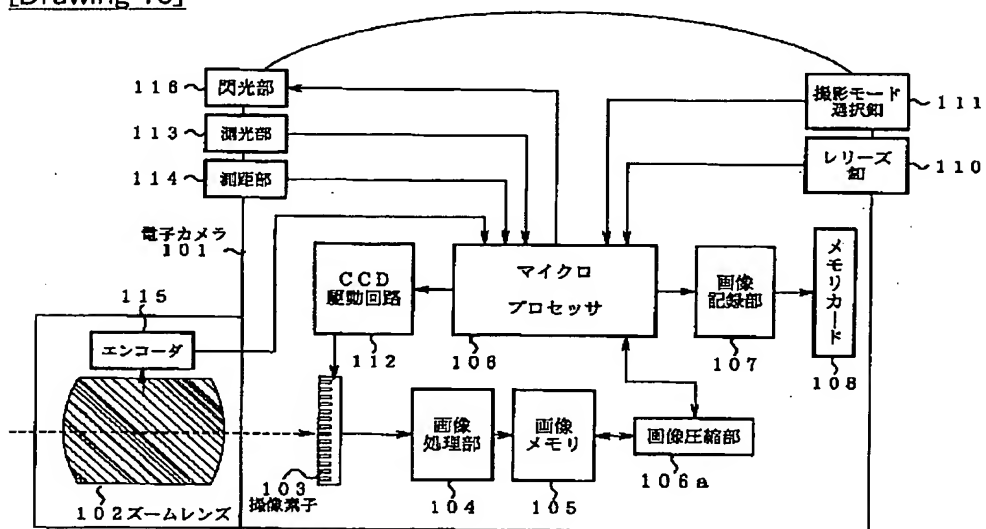 [Drawing
116 閃光部
113 測光部
114 測距部
撮影モード
選択釦 111
レリーズ
釦 110
電子カメラ
101
115
エンコーダ
102ズームレンズ
CCD
駆動回路
112
マイクロ
プロセッサ
106
画像
記録部
107
メモリカード
108
103
撮像素子
画像
処理部
104
画像
メモリ
105
画像圧縮部
106a